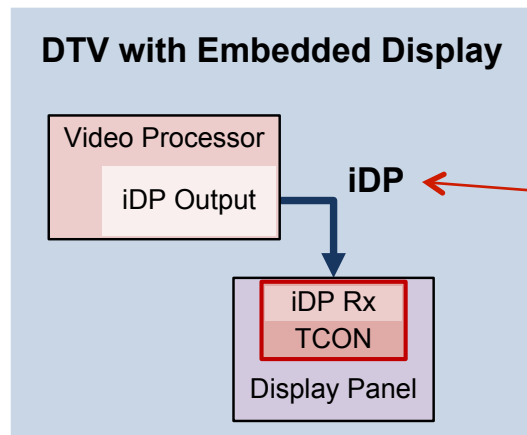 DTV with Embedded Display
Video Processor
iDP Output
iDP
iDP Rx
TCON
Display Panel